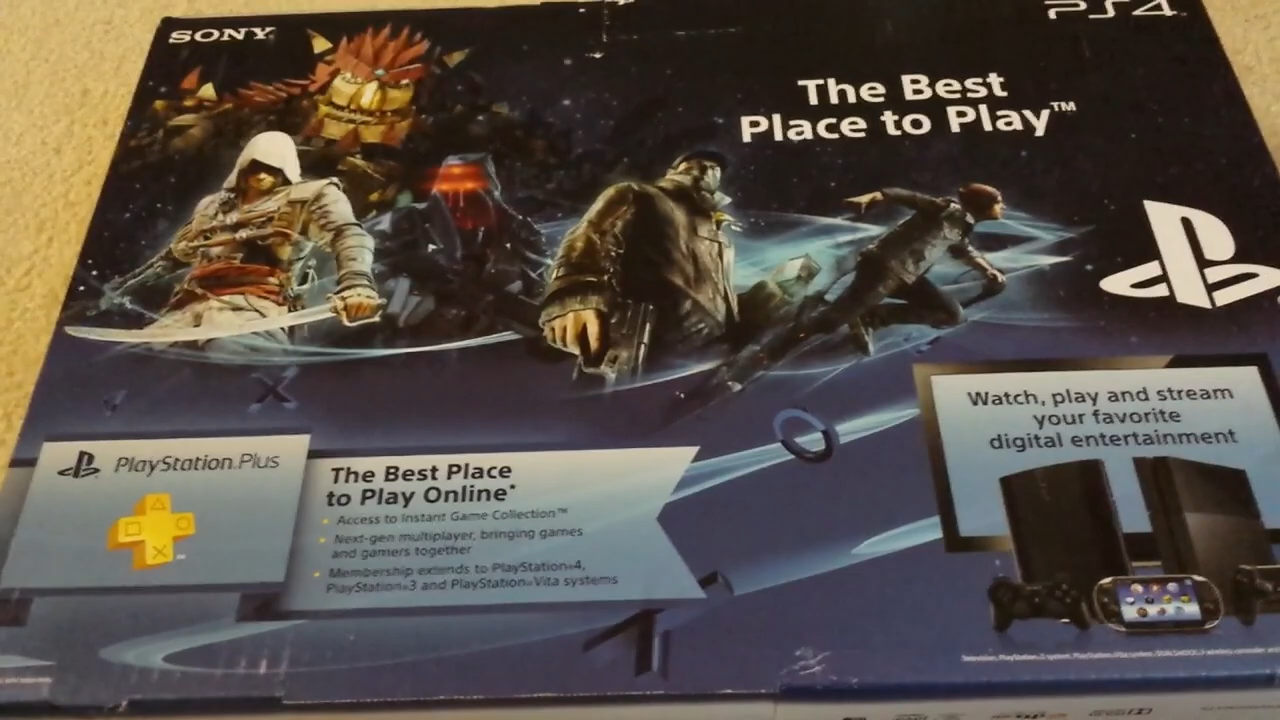 SONY
PS4
The Best
Place to Play™
Watch, play and stream
your favorite
digital entertainment
PlayStation®Plus
The Best Place
to Play Online*
• Access to Instant Game Collection™
• Next-gen multiplayer, bringing games
and gamers together
• Membership extends to PlayStation®4,
PlayStation®3 and PlayStation®Vita systems